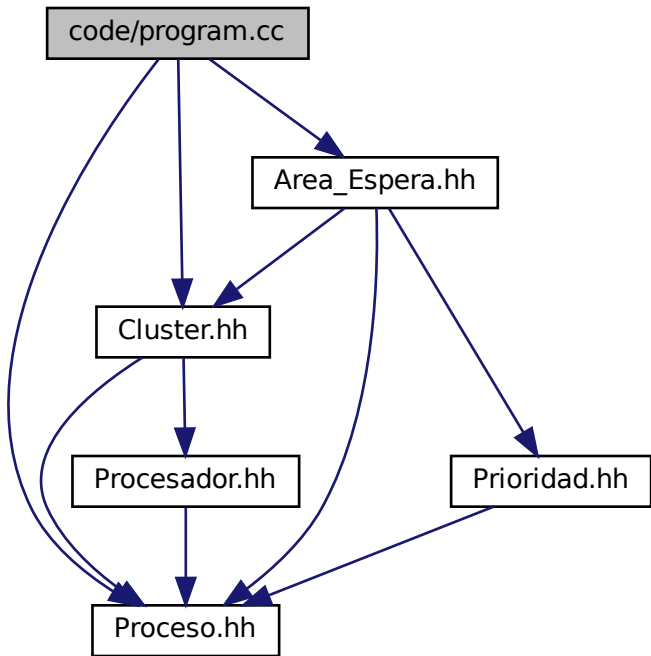 code/program.cc
Area_Espera.hh
Cluster.hh
Procesador.hh
Prioridad.hh
Proceso.hh